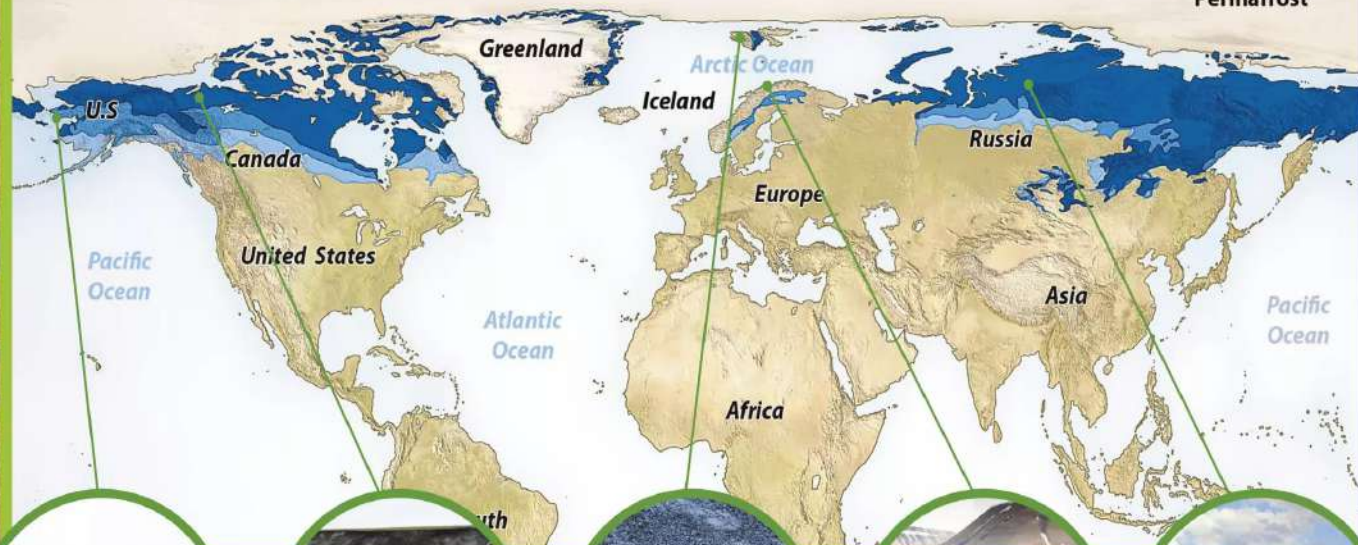 Permafrost
Greenland
Arctic Ocean
Iceland
U.S
Canada
Russia
Europe
United States
Pacific
Ocean
Asia
Pacific
Ocean
Atlantic
Ocean
Africa
uth